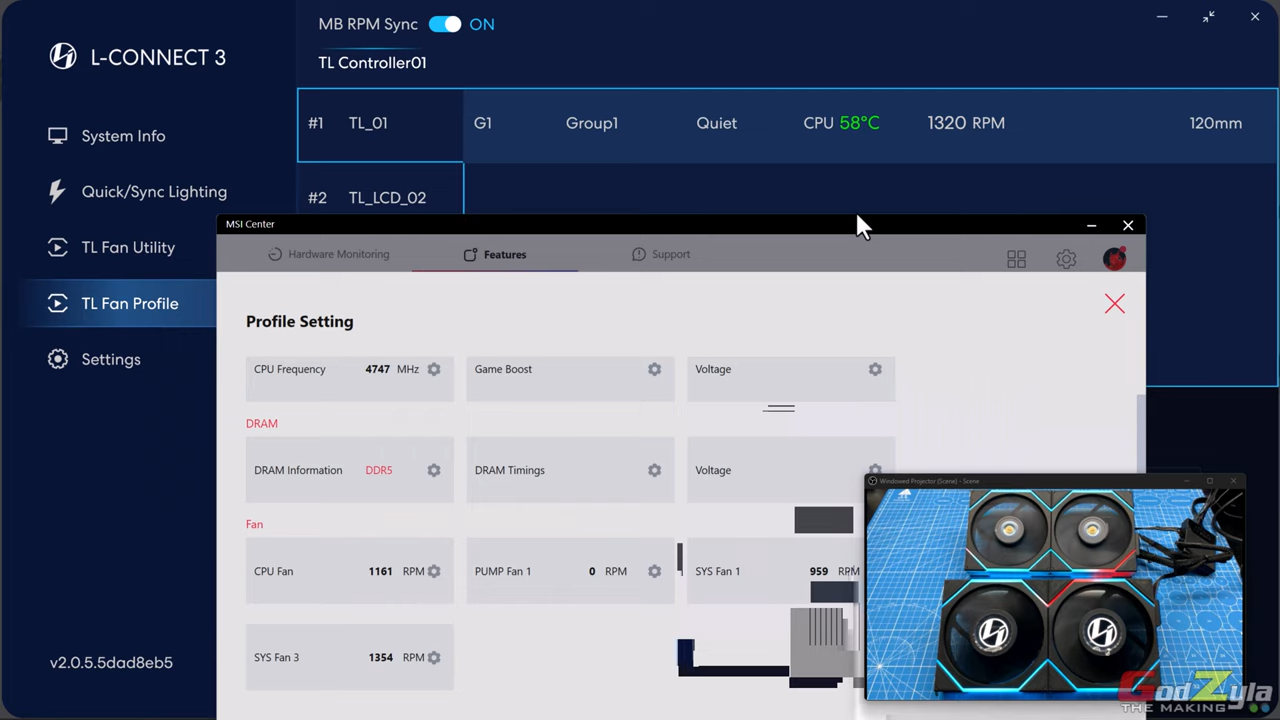 MB RPM Sync ON
L-CONNECT 3
TL Controller01
#1 TL_01 G1 Group1 Quiet CPU 58°C 1320 RPM 120mm
System Info
Quick/Sync Lighting
#2 TL_LCD_02
MSI Center
TL Fan Utility
Hardware Monitoring Features Support
TL Fan Profile
Profile Setting
Settings
CPU Frequency 4747 MHz Game Boost Voltage
DRAM
DRAM Information DDR5 DRAM Timings Voltage
Windowed Projector (Scene) - Scene
Fan
CPU Fan 1161 RPM PUMP Fan 1 0 RPM SYS Fan 1 959 RPM
SYS Fan 3 1354 RPM
v2.0.5.5dad8eb5
GodZyla
THE MAKING